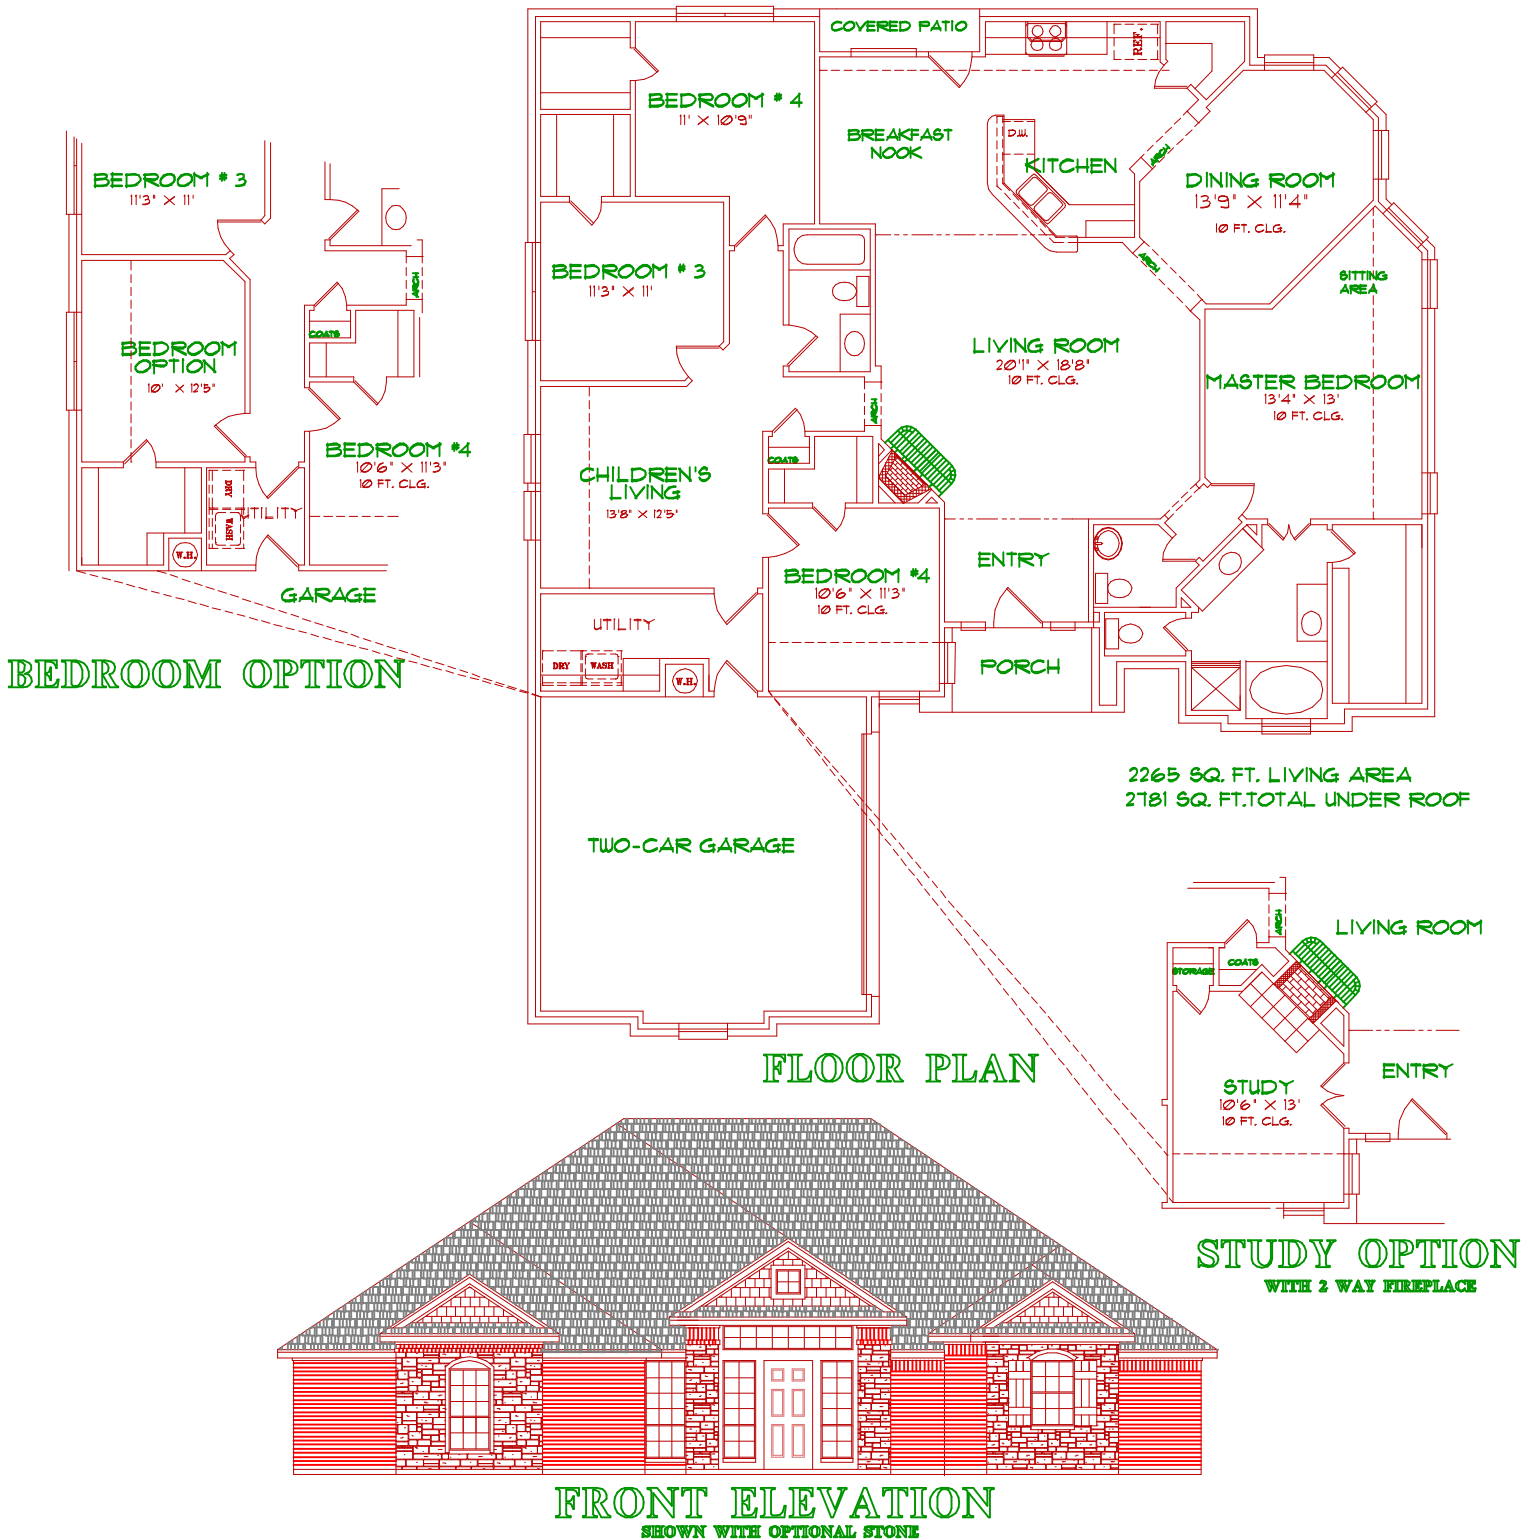 COVERED PATIO
REF.
BEDROOM # 4
11' X 10'9"
BREAKFAST
NOOK
D.W.
KITCHEN
ARCH
DINING ROOM
13'9" X 11'4"
10 FT. CLG.
BEDROOM # 3
11'3" X 11'
ARCH
SITTING
AREA
LIVING ROOM
20'1" X 18'8"
10 FT. CLG.
MASTER BEDROOM
13'4" X 13'
10 FT. CLG.
ARCH
CHILDREN'S
LIVING
13'8" X 12'5"
COATS
ENTRY
BEDROOM #4
10'6" X 11'3"
10 FT. CLG.
UTILITY
DRY
WASH
W.H.
PORCH
TWO-CAR GARAGE
2265 SQ. FT. LIVING AREA
2781 SQ. FT.TOTAL UNDER ROOF
FLOOR PLAN
BEDROOM # 3
11'3" X 11'
ARCH
COATS
BEDROOM
OPTION
10' X 12'5"
BEDROOM #4
10'6" X 11'3"
10 FT. CLG.
DRY
UTILITY
WASH
W.H.
GARAGE
BEDROOM OPTION
ARCH
LIVING ROOM
STORAGE
COATS
STUDY
10'6" X 13'
10 FT. CLG.
ENTRY
STUDY OPTION
WITH 2 WAY FIREPLACE
FRONT ELEVATION
SHOWN WITH OPTIONAL STONE